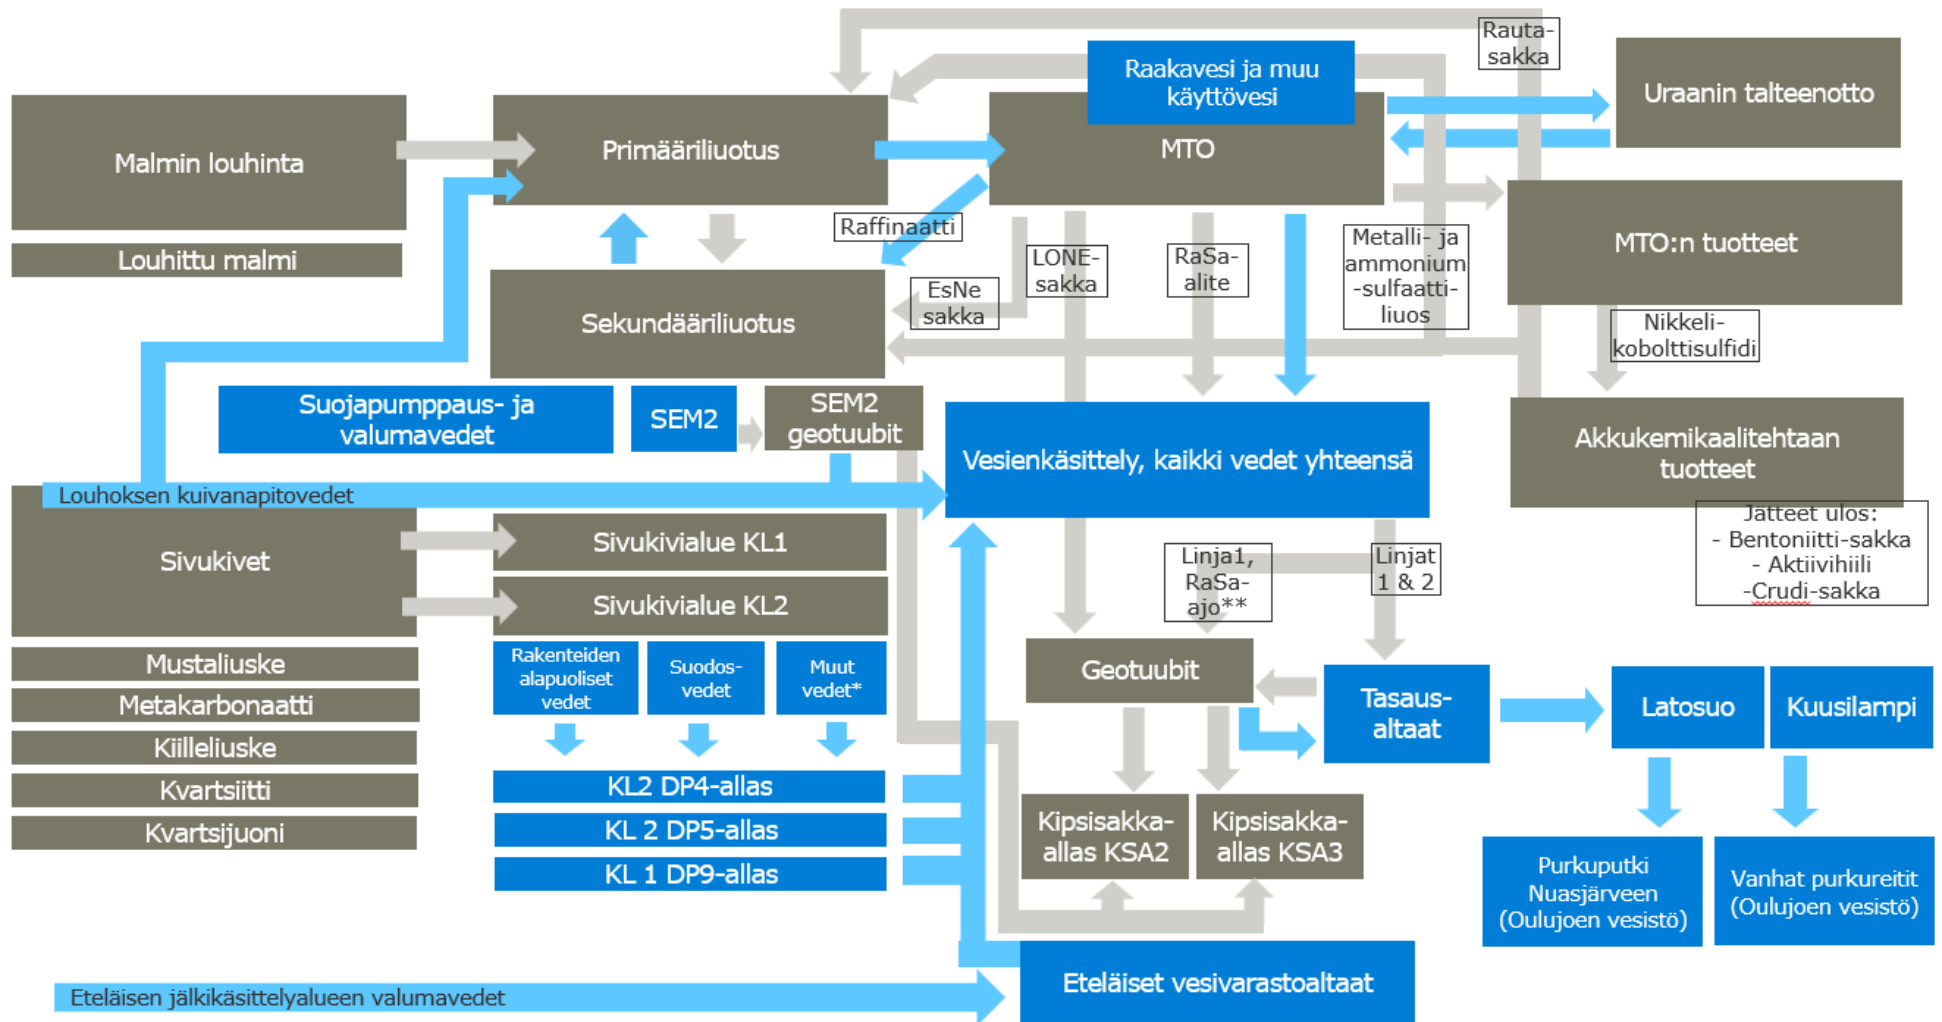 Rauta-
sakka
Raakavesi ja muu
käyttövesi
Uraanin talteenotto
Malmin louhinta
Primääriliuotus
MTO
Raffinaatti
Louhittu malmi
MTO:n tuotteet
LONE-
sakka
RaSa-
alite
Metalli- ja
ammonium
-sulfaatti-
liuos
EsNe
sakka
Sekundääriliuotus
Nikkeli-
kobolttisulfidi
Suojapumppaus- ja
valumavedet
SEM2
SEM2
geotuubit
Vesienkäsittely, kaikki vedet yhteensä
Akkukemikaalitehtaan
tuotteet
Louhoksen kuivanapitovedet
Jätteet ulos:
- Bentoniitti-sakka
- Aktiivihiili
-Crudi-sakka
Sivukivet
Sivukivialue KL1
Sivukivialue KL2
Linja1,
RaSa-
ajo**
Linjat
1 & 2
Mustaliuske
Metakarbonaatti
Kiilleliuske
Kvartsiitti
Kvartsijuoni
Rakenteiden
alapuoliset
vedet
Suodos-
vedet
Muut
vedet*
Geotuubit
Tasaus-
altaat
Latosuo
Kuusilampi
KL2 DP4-allas
KL 2 DP5-allas
KL 1 DP9-allas
Kipsisakka-
allas KSA2
Kipsisakka-
allas KSA3
Purkuputki
Nuasjärveen
(Oulujoen vesistö)
Vanhat purkureitit
(Oulujoen vesistö)
Eteläiset vesivarastoaltaat
Eteläisen jälkikäsittelyalueen valumavedet